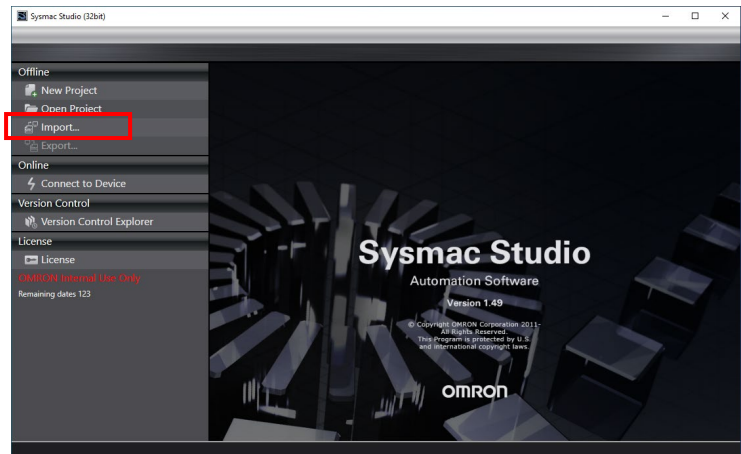 Sysmac Studio (32bit)
Offline
New Project
Open Project
Import...
Export...
Online
Connect to Device
Version Control
Version Control Explorer
License
License
OMRON Internal Use Only
Remaining dates 123
Sysmac Studio
Automation Software
Version 1.49
© Copyright OMRON Corporation 2011-
All Rights Reserved.
This Program is protected by U.S.
and international copyright laws.
OMRON